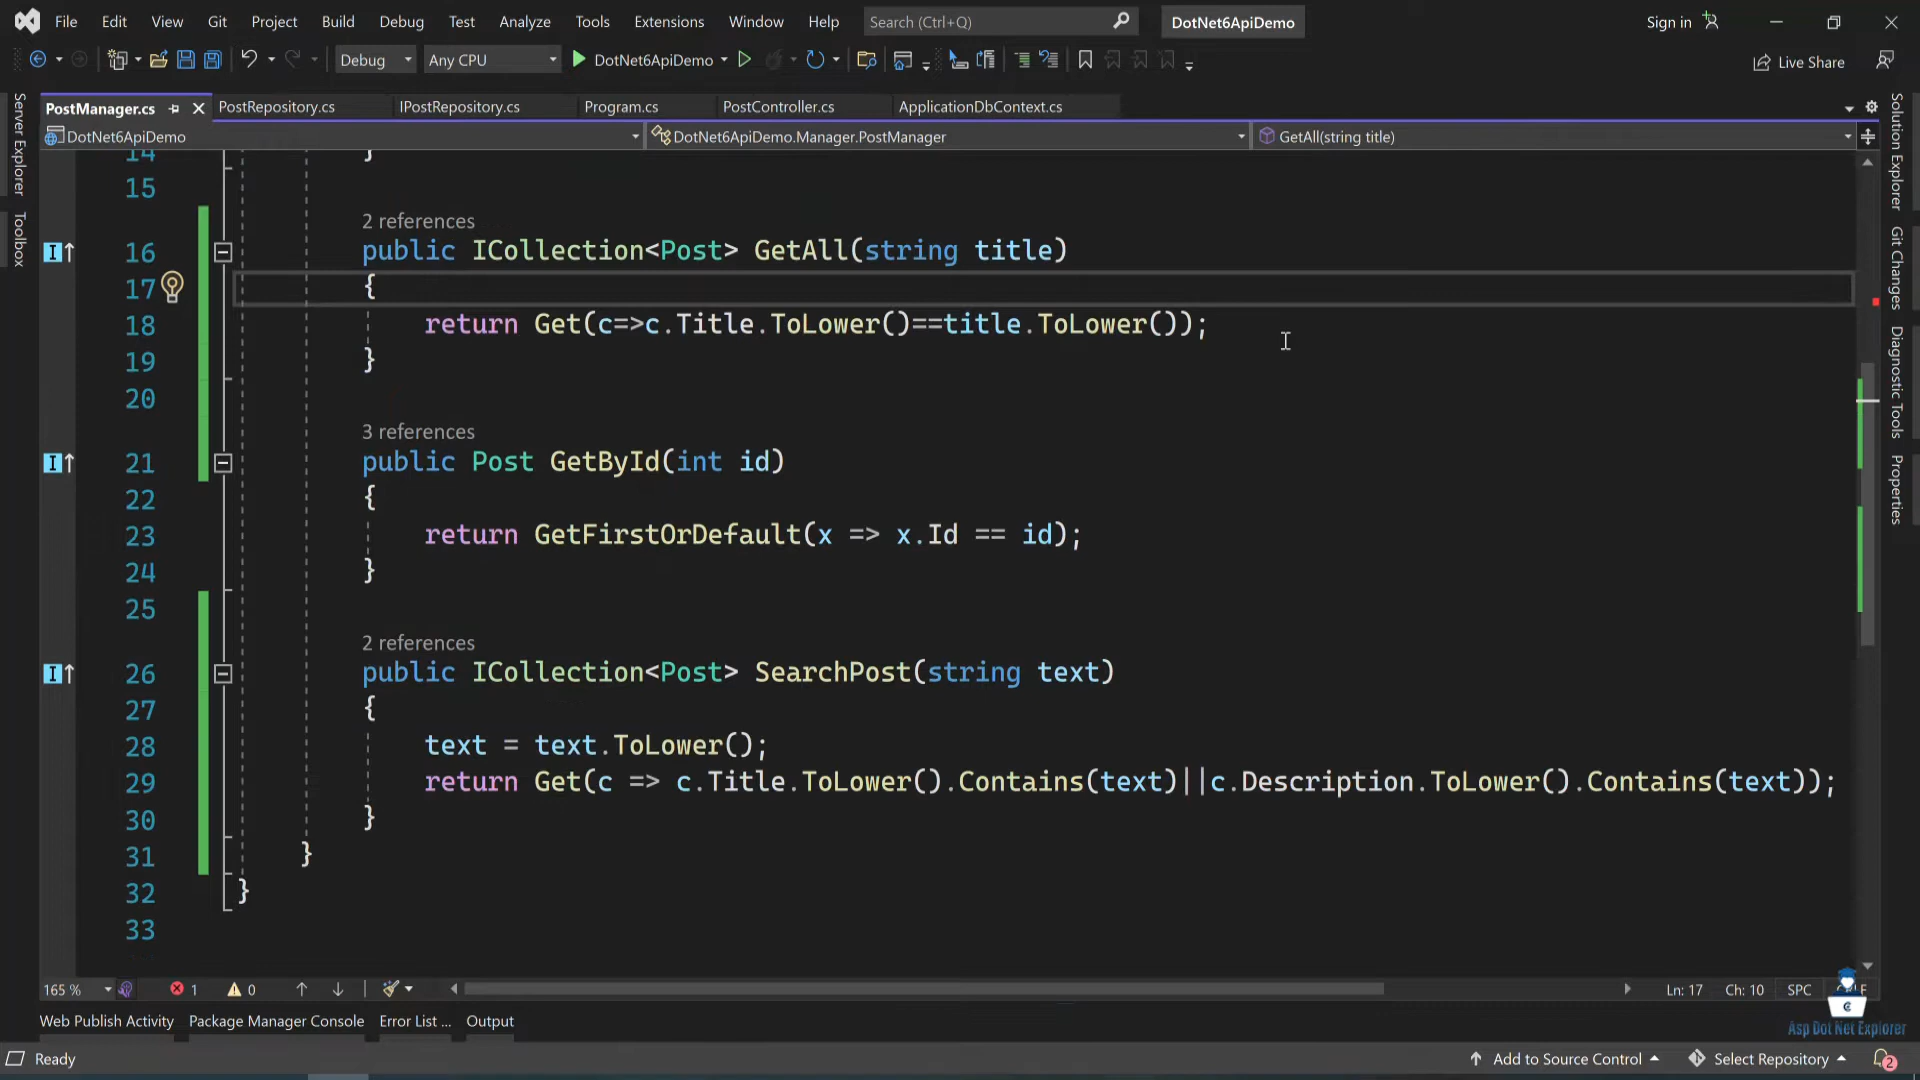 File Edit View Git Project Build Debug Test Analyze Tools Extensions Window Help Search (Ctrl+Q) DotNet6ApiDemo Sign in
Debug Any CPU DotNet6ApiDemo Live Share
PostManager.cs PostRepository.cs IPostRepository.cs Program.cs PostController.cs ApplicationDbContext.cs
DotNet6ApiDemo DotNet6ApiDemo.Manager.PostManager GetAll(string title)
Server Explorer
Toolbox
Solution Explorer
Git Changes
Diagnostic Tools
Properties
14 }
15
2 references
16 public ICollection<Post> GetAll(string title)
17 {
18 return Get(c=>c.Title.ToLower()==title.ToLower());
19 }
20
3 references
21 public Post GetById(int id)
22 {
23 return GetFirstOrDefault(x => x.Id == id);
24 }
25
2 references
26 public ICollection<Post> SearchPost(string text)
27 {
28 text = text.ToLower();
29 return Get(c => c.Title.ToLower().Contains(text)||c.Description.ToLower().Contains(text));
30 }
31 }
32 }
33
165 % 1 0 Ln: 17 Ch: 10 SPC
Asp Dot Net Explorer
Web Publish Activity Package Manager Console Error List ... Output
Ready Add to Source Control Select Repository 2